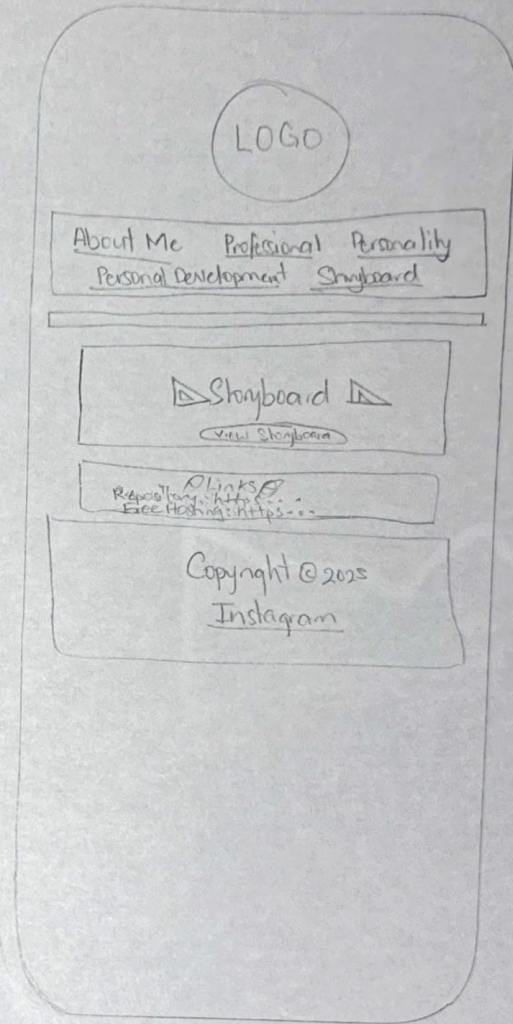 LOGO
About Me Professional Personality
Personal Development Storyboard
Storyboard
View Storyboard
Links
Repository: https...
Free Hosting: https...
Copyright © 2025
Instagram